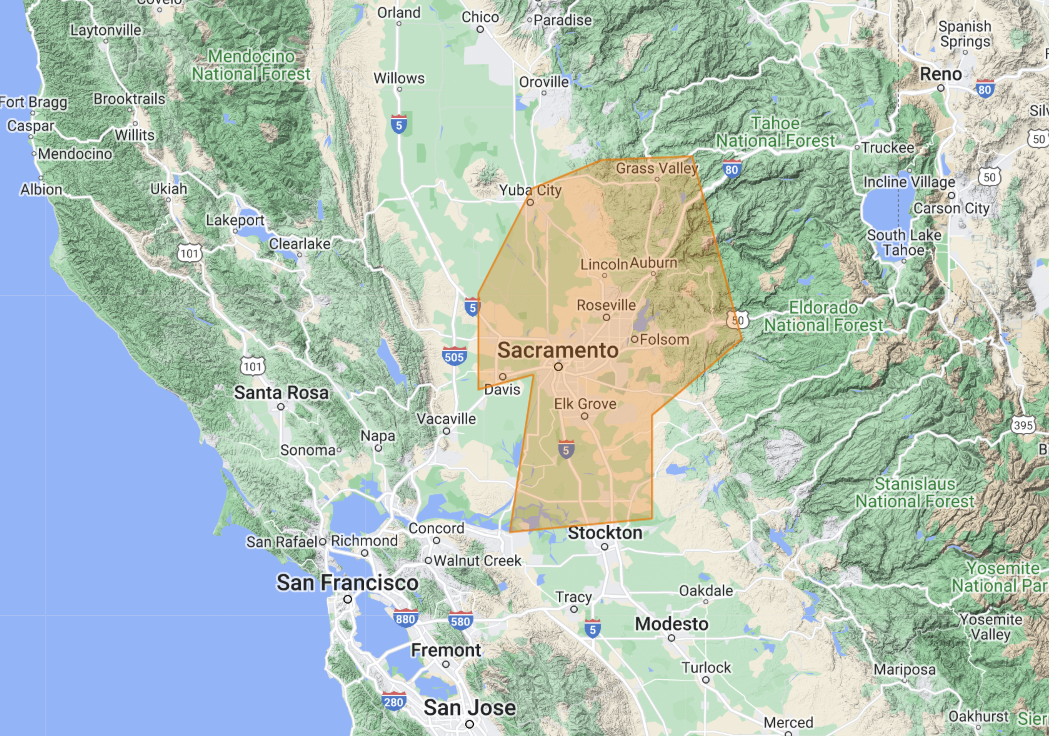 Covelo
Orland
Chico
Paradise
Laytonville
Spanish
Springs
Mendocino
National Forest
Willows
Oroville
Reno
80
Fort Bragg
Brooktrails
Caspar
Willits
5
Tahoe
National Forest
50
Mendocino
Truckee
Grass Valley
80
Albion
Ukiah
Yuba City
Incline Village
50
Carson City
Lakeport
Clearlake
South Lake
Tahoe
101
Lincoln
Auburn
5
Roseville
50
Eldorado
National Forest
Folsom
505
Sacramento
101
Davis
Santa Rosa
Elk Grove
Vacaville
395
Napa
Sonoma
5
Stanislaus
National Forest
Concord
Stockton
San Rafael
Richmond
Walnut Creek
San Francisco
Yosemite
National Par
Tracy
Oakdale
880
580
5
Modesto
Yosemite
Valley
Fremont
Turlock
Mariposa
280
San Jose
Merced
Oakhurst